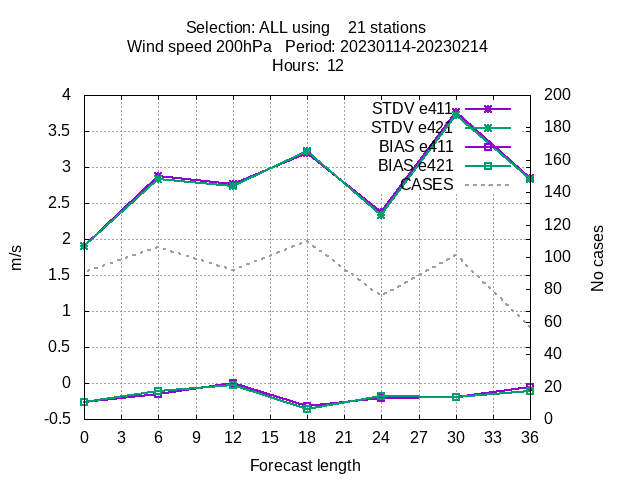 Selection: ALL using    21 stations
Wind speed 200hPa   Period: 20230114-20230214
Hours:  12
4
3.5
3
2.5
2
1.5
1
0.5
0
-0.5
m/s
STDV e411
STDV e421
BIAS e411
BIAS e421
CASES
200
180
160
140
120
100
80
60
40
20
0
No cases
0 3 6 9 12 15 18 21 24 27 30 33 36
Forecast length